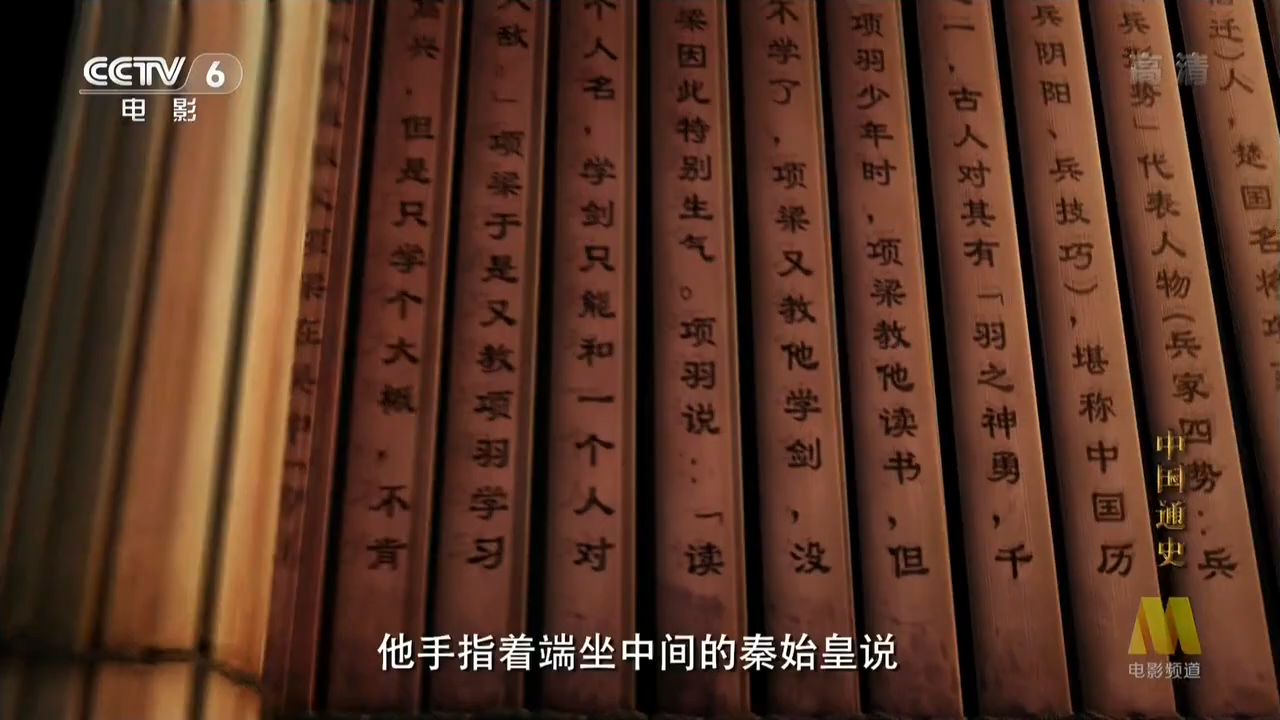 CCTV 6
电影
高清
迁）人，楚国名将
兵形势」代表人物（兵家四势：兵
兵阴阳、兵技巧），堪称中国历
一，古人对其有「羽之神勇，千
项羽少年时，项梁教他读书，但
不学了，项梁又教他学剑，没
梁因此特别生气。项羽说：「读
个人名，学剑只能和一个人对
敌。」项梁于是又教项羽学习
兴，但是只学个大概，不肯
中国通史
电影频道
他手指着端坐中间的秦始皇说